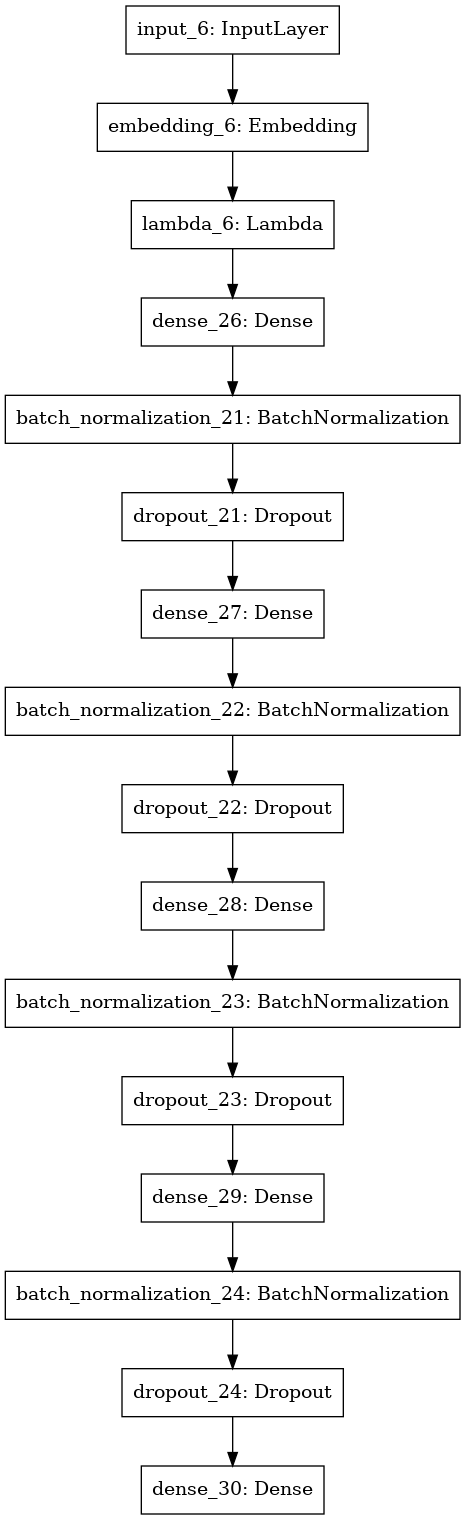 input_6: InputLayer
embedding_6: Embedding
lambda_6: Lambda
dense_26: Dense
batch_normalization_21: BatchNormalization
dropout_21: Dropout
dense_27: Dense
batch_normalization_22: BatchNormalization
dropout_22: Dropout
dense_28: Dense
batch_normalization_23: BatchNormalization
dropout_23: Dropout
dense_29: Dense
batch_normalization_24: BatchNormalization
dropout_24: Dropout
dense_30: Dense